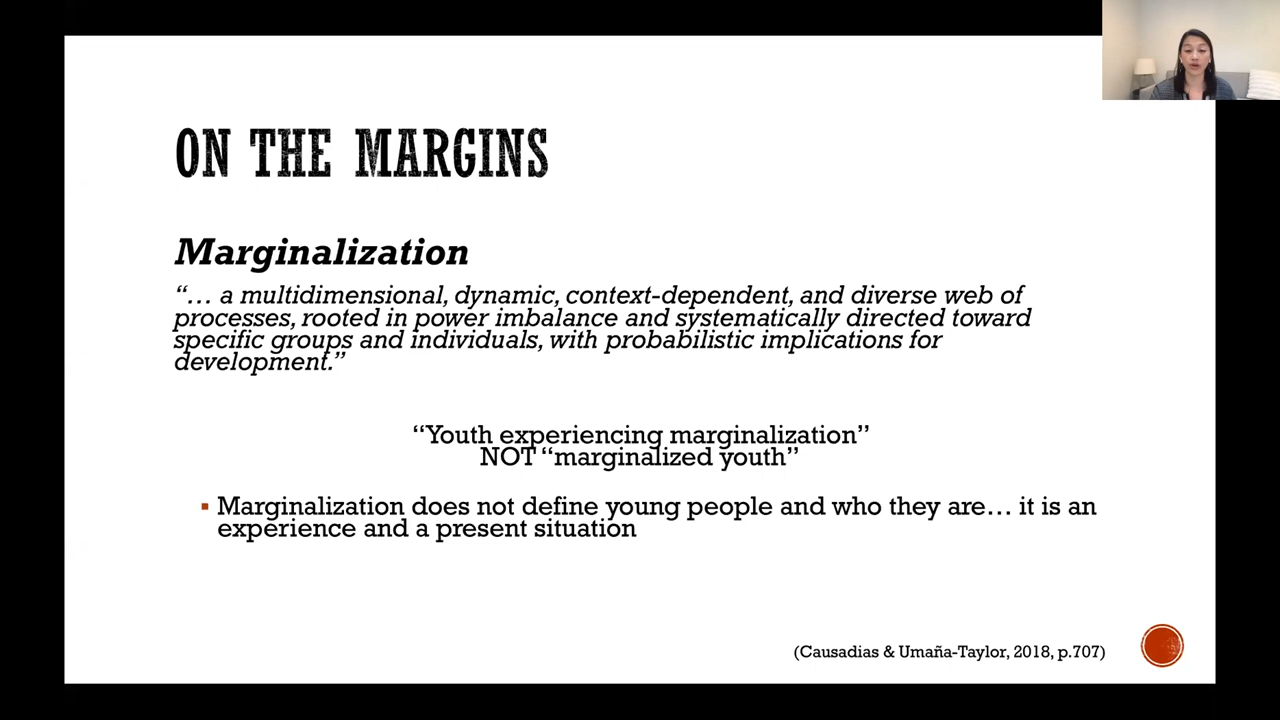 ON THE MARGINS
Marginalization
“… a multidimensional, dynamic, context-dependent, and diverse web of
processes, rooted in power imbalance and systematically directed toward
specific groups and individuals, with probabilistic implications for
development.”
“Youth experiencing marginalization”
NOT “marginalized youth”
▪ Marginalization does not define young people and who they are… it is an
experience and a present situation
(Causadias & Umaña-Taylor, 2018, p.707)